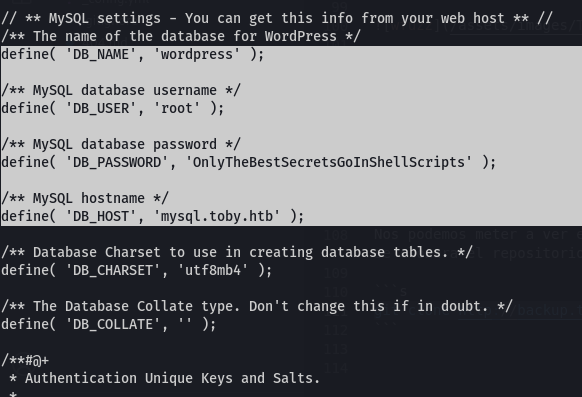 // ** MySQL settings - You can get this info from your web host ** //
/** The name of the database for WordPress */
define( 'DB_NAME', 'wordpress' );
/** MySQL database username */
define( 'DB_USER', 'root' );
/** MySQL database password */
define( 'DB_PASSWORD', 'OnlyTheBestSecretsGoInShellScripts' );
/** MySQL hostname */
define( 'DB_HOST', 'mysql.toby.htb' );
/** Database Charset to use in creating database tables. */
define( 'DB_CHARSET', 'utf8mb4' );
/** The Database Collate type. Don't change this if in doubt. */
define( 'DB_COLLATE', '' );
/**#@+
 * Authentication Unique Keys and Salts.
 *